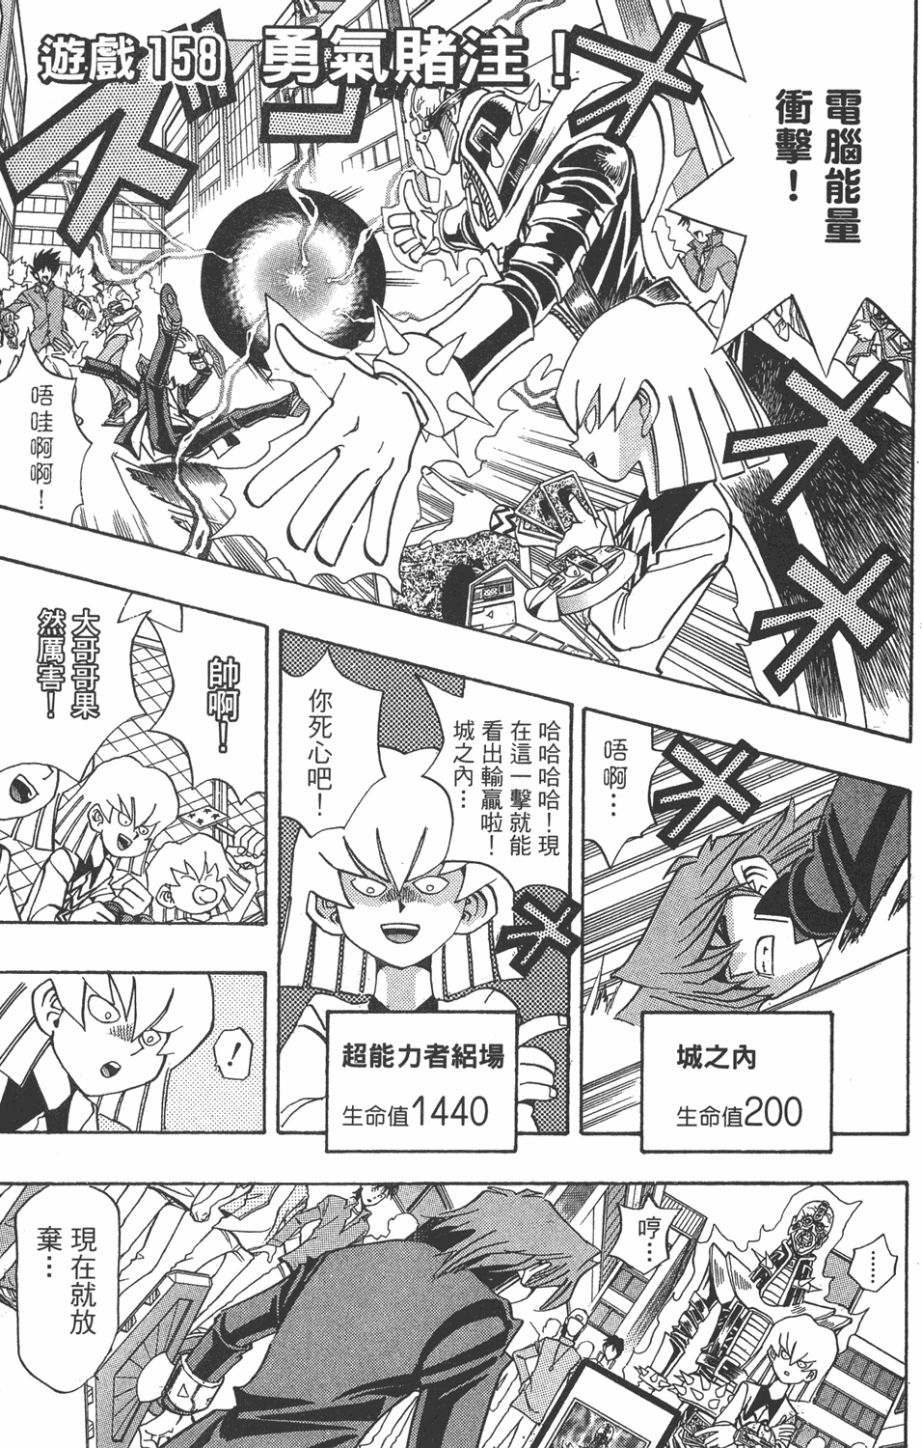 遊戲158 勇氣賭注！
電腦能量
衝擊！
唔哇啊啊！
唔啊…
哈哈哈哈！現
在這一擊就能
看出輸贏啦！
城之內…
你死心吧！
帥啊！
大哥哥果
然厲害！
城之內
生命值200
超能力者絽場
生命值1440
！
……
哼…
現在就放
棄…